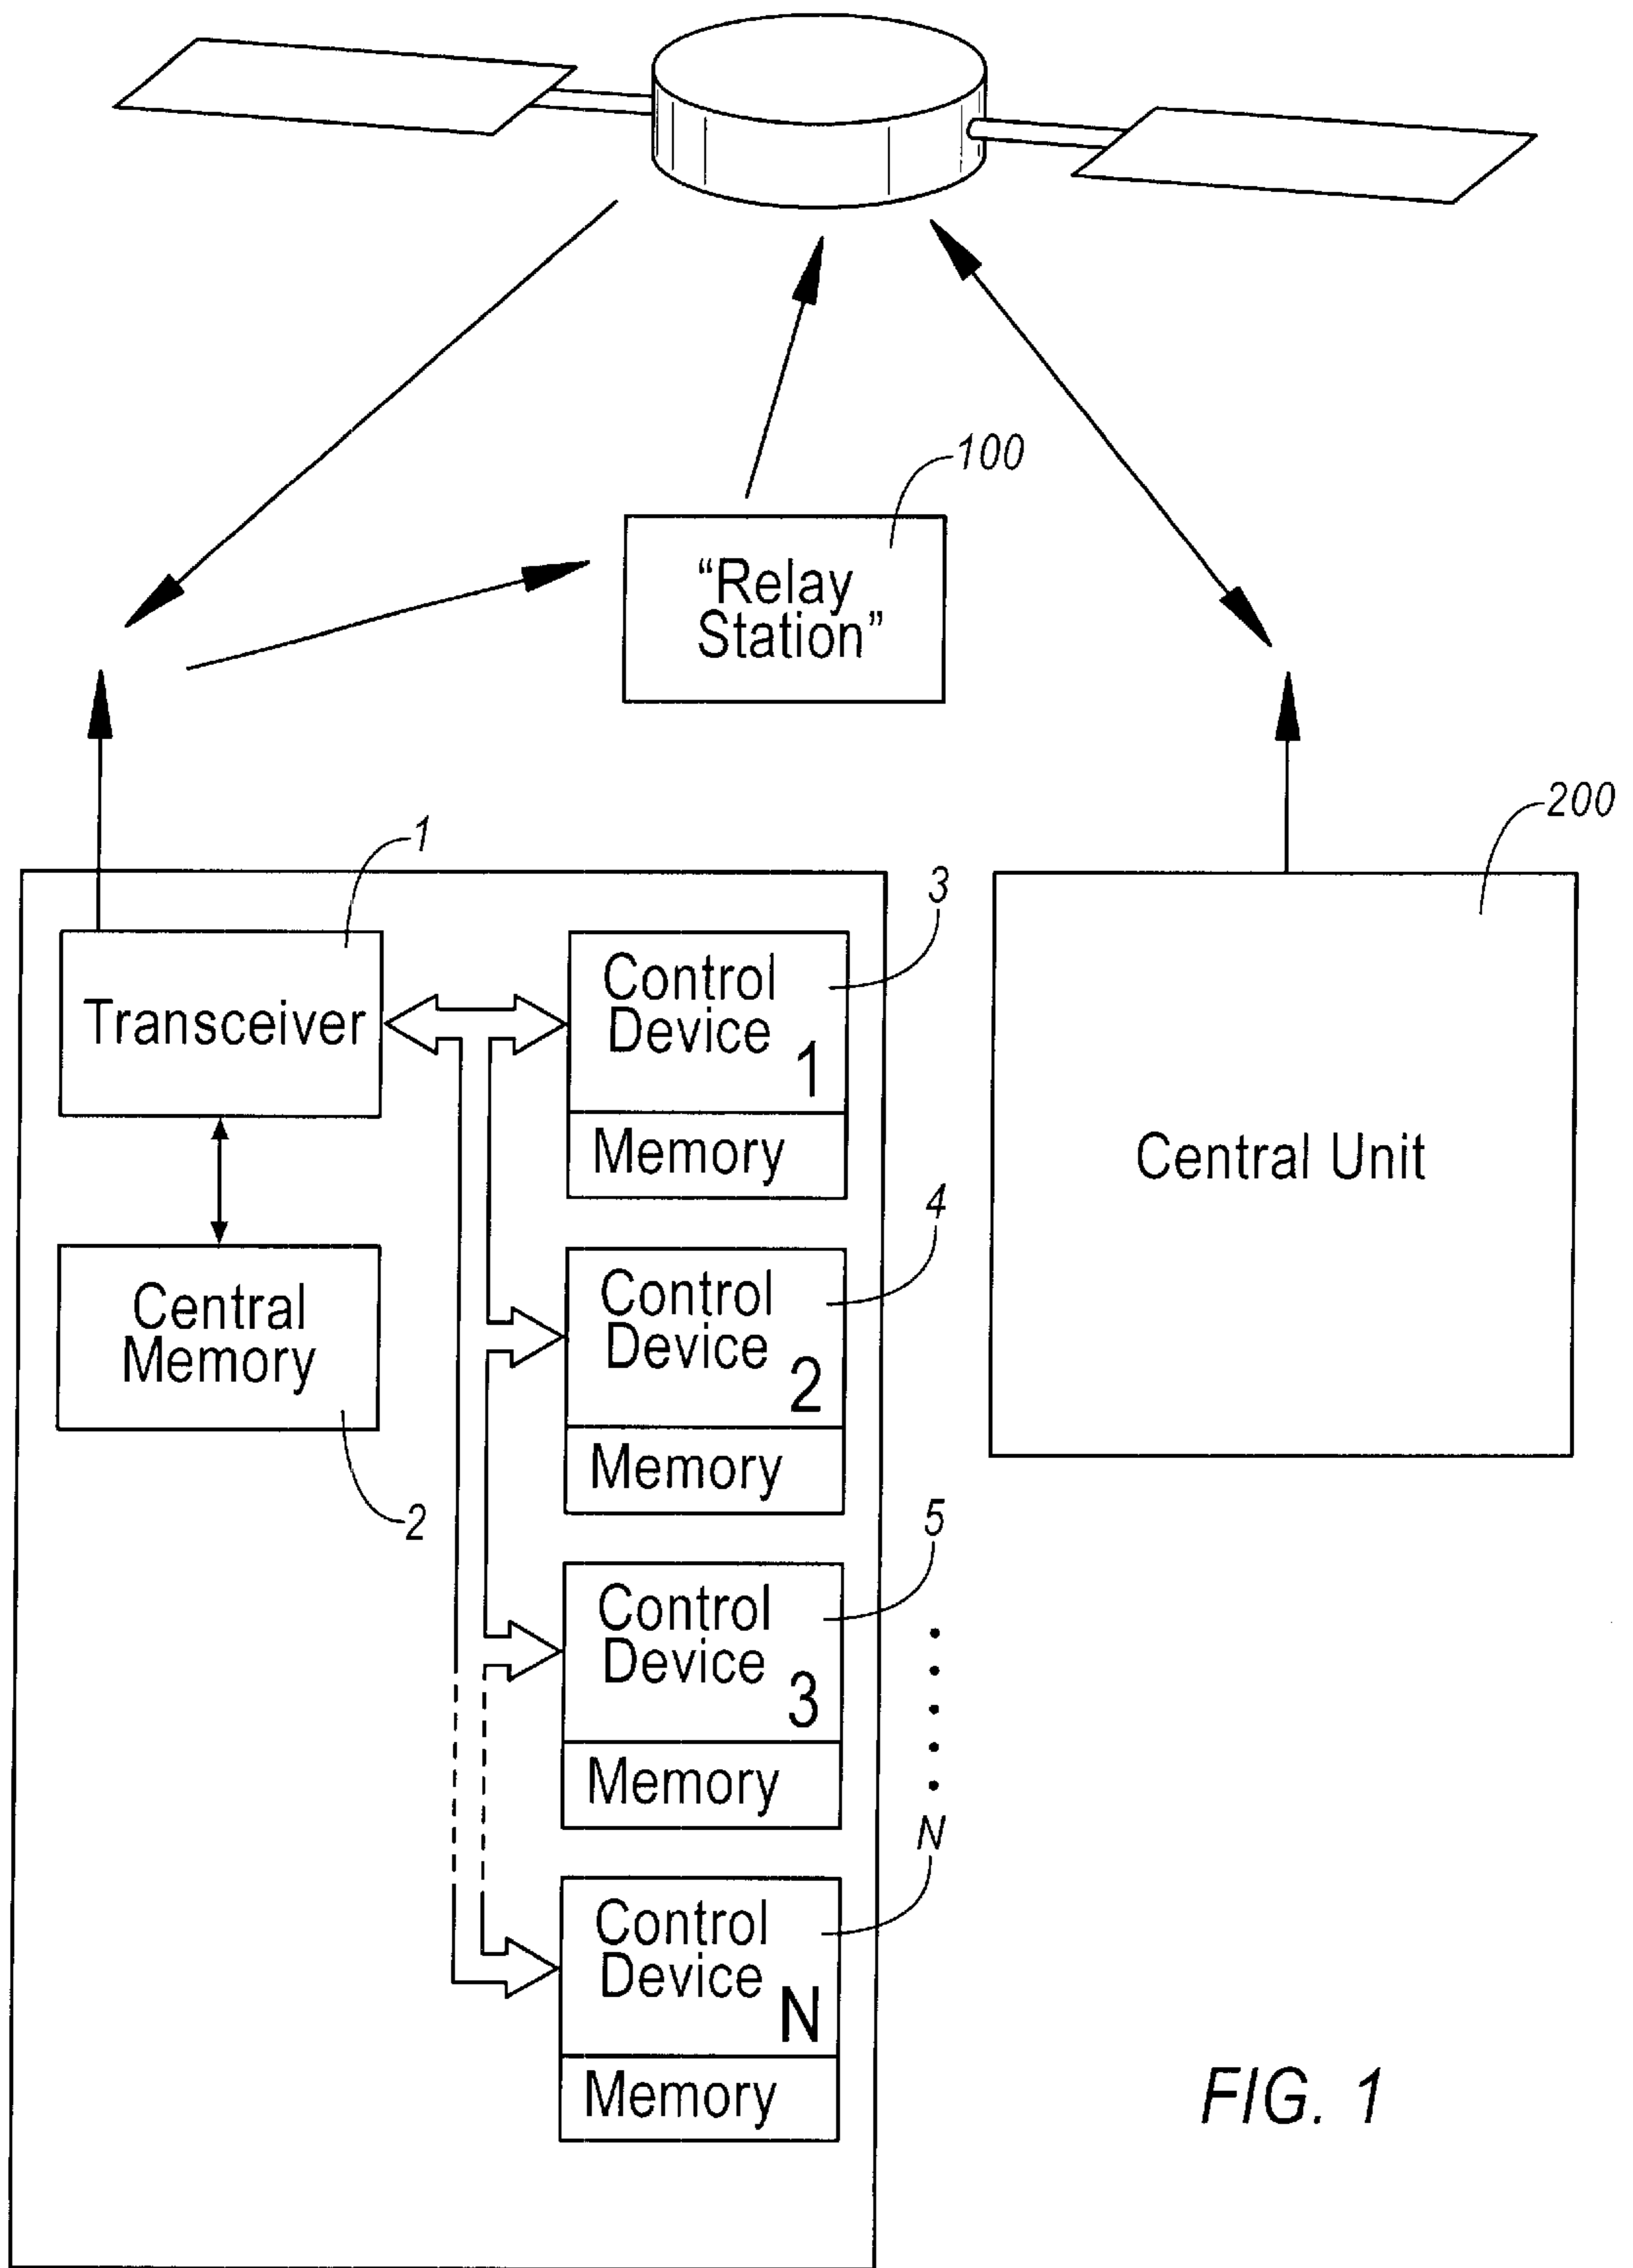 100
“Relay
Station”
200
1
Transceiver
3
Control
Device
1
Memory
Central Unit
4
Central
Memory
2
Control
Device
2
Memory
5
Control
Device
3
Memory
N
Control
Device
N
Memory
FIG. 1